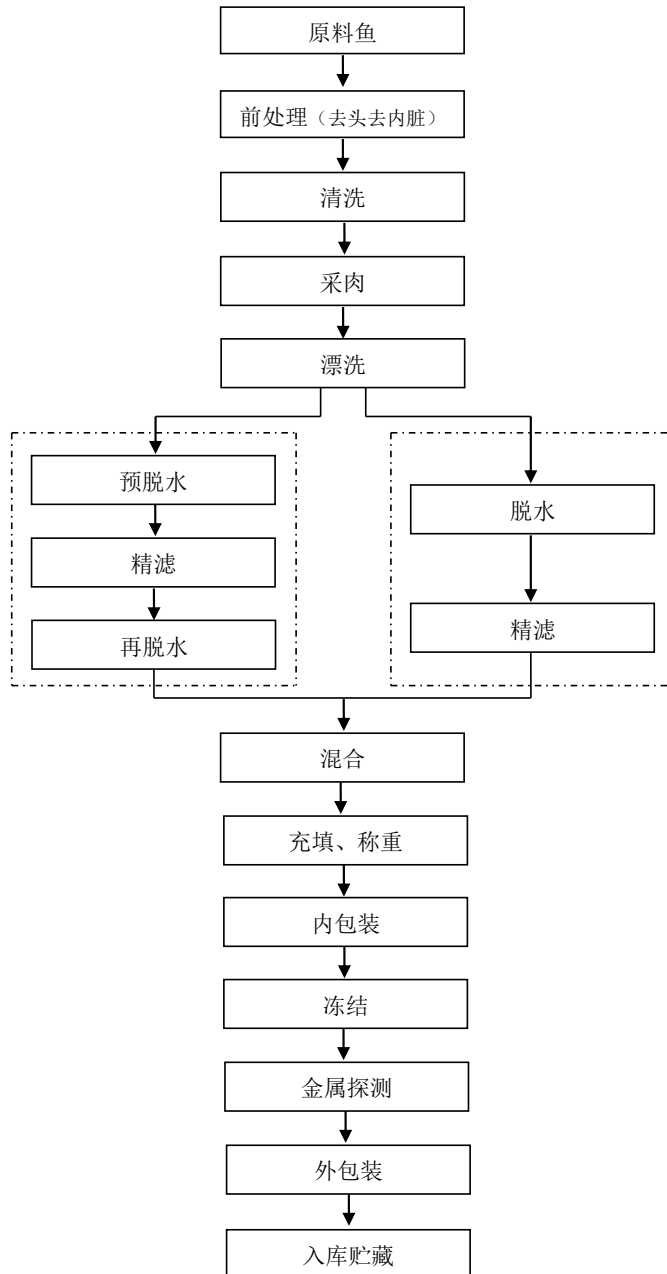 原料鱼
前处理（去头去内脏）
清洗
采肉
漂洗
预脱水
精滤
再脱水
脱水
精滤
混合
充填、称重
内包装
冻结
金属探测
外包装
入库贮藏